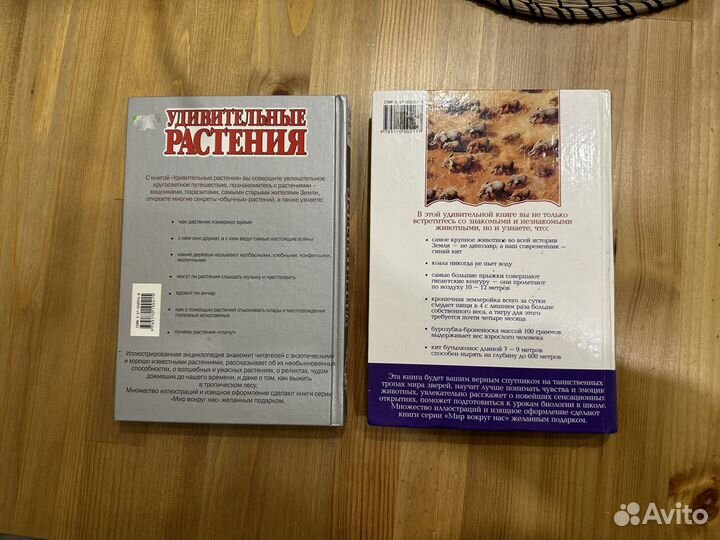 УДИВИТЕЛЬНЫЕ
РАСТЕНИЯ
С книгой «Удивительные растения» вы совершите увлекательное
кругосветное путешествие, познакомитесь с растениями –
хищниками, паразитами, самыми старыми жителями Земли,
откроете многие секреты «обычных» растений, а также узнаете:
как растения измеряют время
с кем они дружат, а с кем ведут самые настоящие войны
какие деревья называют колбасными, хлебными, конфетными,
молочными
могут ли растения слышать музыку и чувствовать
ядовит ли анчар
как с помощью растений отыскивать клады и месторождения
полезных ископаемых
почему растения «плачут»
Иллюстрированная энциклопедия знакомит читателей с экзотическими
и хорошо известными растениями, рассказывает об их необыкновенных
способностях, о волшебных и ужасных растениях, о реликтах, чудом
доживших до нашего времени, и даже о том, как выжить
в тропическом лесу.
Множество иллюстраций и изящное оформление сделают книги серии
«Мир вокруг нас» желанным подарком.
В этой удивительной книге вы не только
встретитесь со знакомыми и незнакомыми
животными, но и узнаете, что:
самое крупное животное во всей истории
Земли — не динозавр, а наш современник —
синий кит
коала никогда не пьет воду
самые большие прыжки совершают
гигантские кенгуру — они пролетают
по воздуху 10 – 12 метров
крошечная землеройка всего за сутки
съедает пищи в 4 с лишним раза больше
собственного веса, а тигру для этого
требуется почти четыре месяца
бурозубка-броненоска массой 100 граммов
выдерживает вес взрослого человека
кит бутылконос длиной 7 – 9 метров
способен нырять на глубину до 600 метров
Эта книга будет вашим верным спутником на таинственных
тропах мира зверей, научит лучше понимать чувства и эмоции
животных, увлекательно расскажет о новейших сенсационных
открытиях, поможет подготовиться к урокам биологии в школе.
Множество иллюстраций и изящное оформление сделают
книги серии «Мир вокруг нас» желанным подарком.
Avito